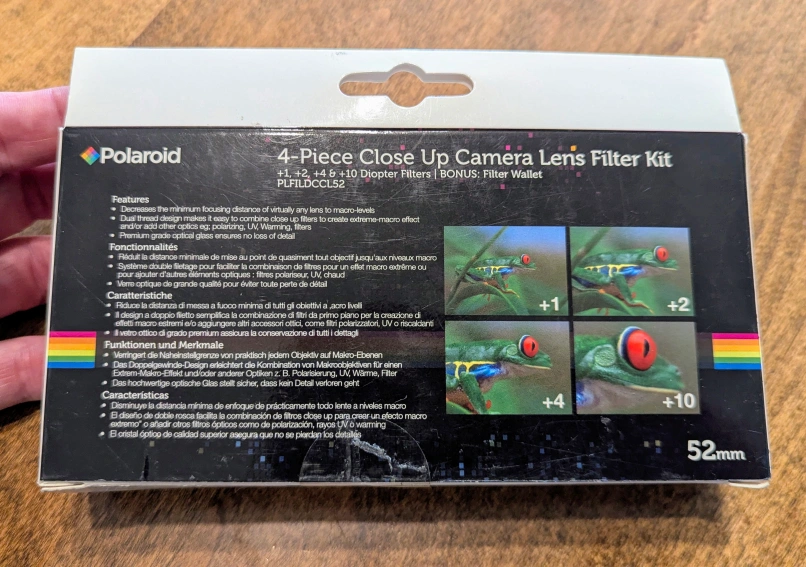 Polaroid
4-Piece Close Up Camera Lens Filter Kit
+1, +2, +4 & +10 Diopter Filters | BONUS: Filter Wallet
PLFILDCCL52
Features
• Decreases the minimum focusing distance of virtually any lens to macro-levels
• Dual thread design makes it easy to combine close up filters to create extreme-macro effect
and/or add other optics eg; polarizing, UV, Warming, filters
• Premium grade optical glass ensures no loss of detail
Fonctionnalités
• Réduit la distance minimale de mise au point de quasiment tout objectif jusqu'aux niveaux macro
• Système double filetage pour faciliter la combinaison de filtres pour un effet macro extrême ou
pour ajouter d'autres éléments optiques : filtres polariseur, UV, chaud
• Verre optique de grande qualité pour éviter toute perte de détail
Caratteristiche
• Riduce la distanza di messa a fuoco minima di tutti gli obiettivi a ,acro livelli
• Il design a doppio filetto semplifica la combinazione di filtri da primo piano per la creazione di
effetti macro estremi e/o aggiungere altri accessori ottici, come filtri polarizzatori, UV o riscaldanti
• Il vetro ottico di grado premium assicura la conservazione di tutti i dettagli
Funktionen und Merkmale
• Verringert die Naheinstellgrenze von praktisch jedem Objektiv auf Makro-Ebenen
• Das Doppelgewinde-Design erleichtert die Kombination von Makroobjektiven für einen
Extrem-Makro-Effekt und/oder anderer Optiken z. B. Polarisierung, UV, Wärme, Filter
• Das hochwertige optische Glas stellt sicher, dass kein Detail verloren geht
Características
• Disminuye la distancia mínima de enfoque de prácticamente todo lente a niveles macro
• El diseño de doble rosca facilita la combinación de filtros close up para crear un efecto macro
extremo" o añadir otros filtros ópticos como de polarización, rayos UV o warming
• El cristal óptico de calidad superior asegura que no se pierdan los detalles
+1
+2
+4
+10
52mm